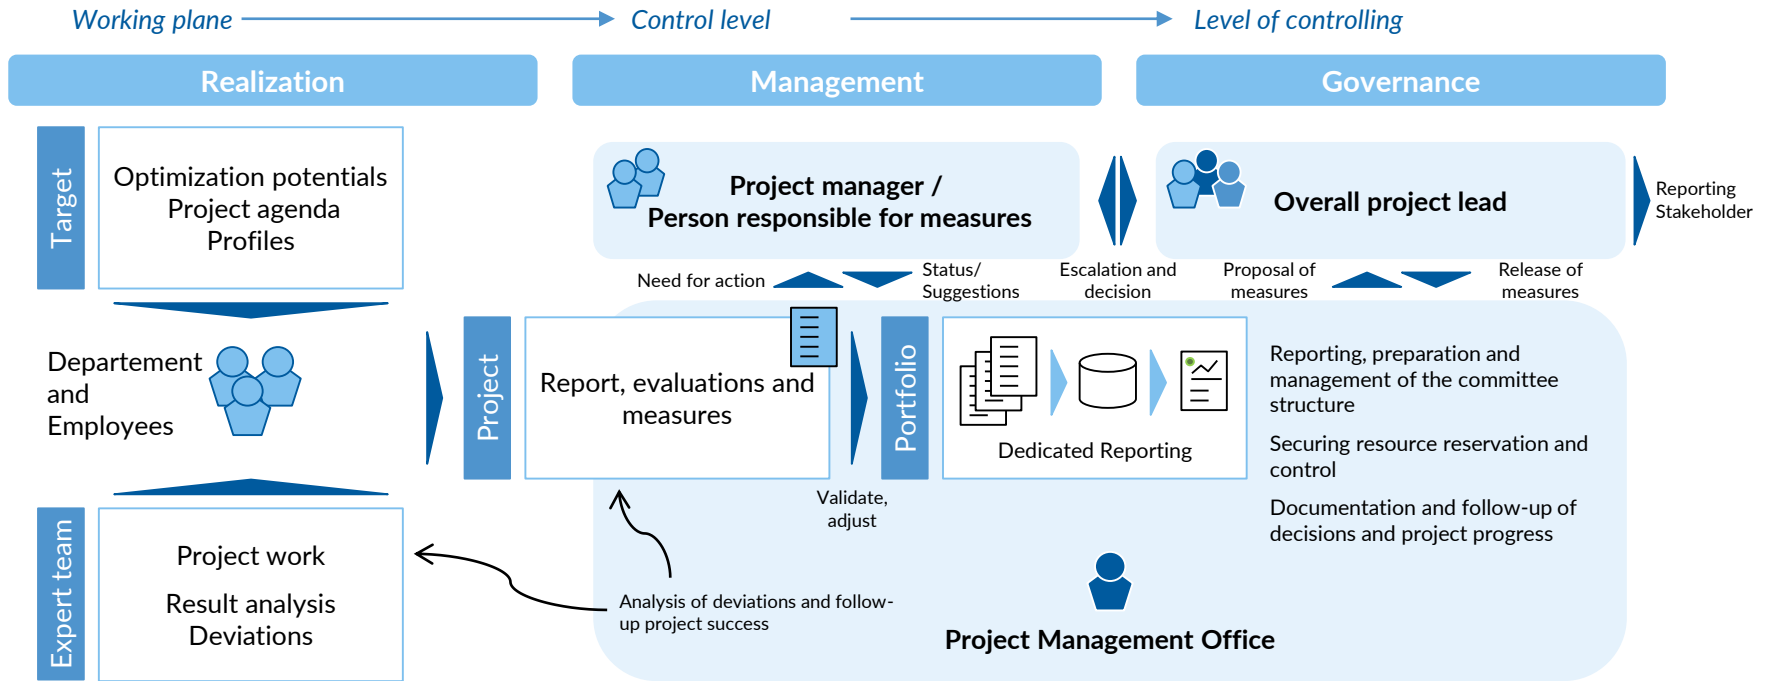 Working plane
Control level
Level of controlling
Realization
Management
Governance
Target
Optimization potentials
Project agenda
Profiles
Project manager /
Person responsible for measures
Overall project lead
Reporting
Stakeholder
Need for action
Status/
Suggestions
Escalation and
decision
Proposal of
measures
Release of
measures
Departement
and
Employees
Project
Report, evaluations and
measures
Validate,
adjust
Portfolio
Dedicated Reporting
Reporting, preparation and
management of the committee
structure
Securing resource reservation and
control
Documentation and follow-up of
decisions and project progress
Expert team
Project work
Result analysis
Deviations
Analysis of deviations and follow-
up project success
Project Management Office